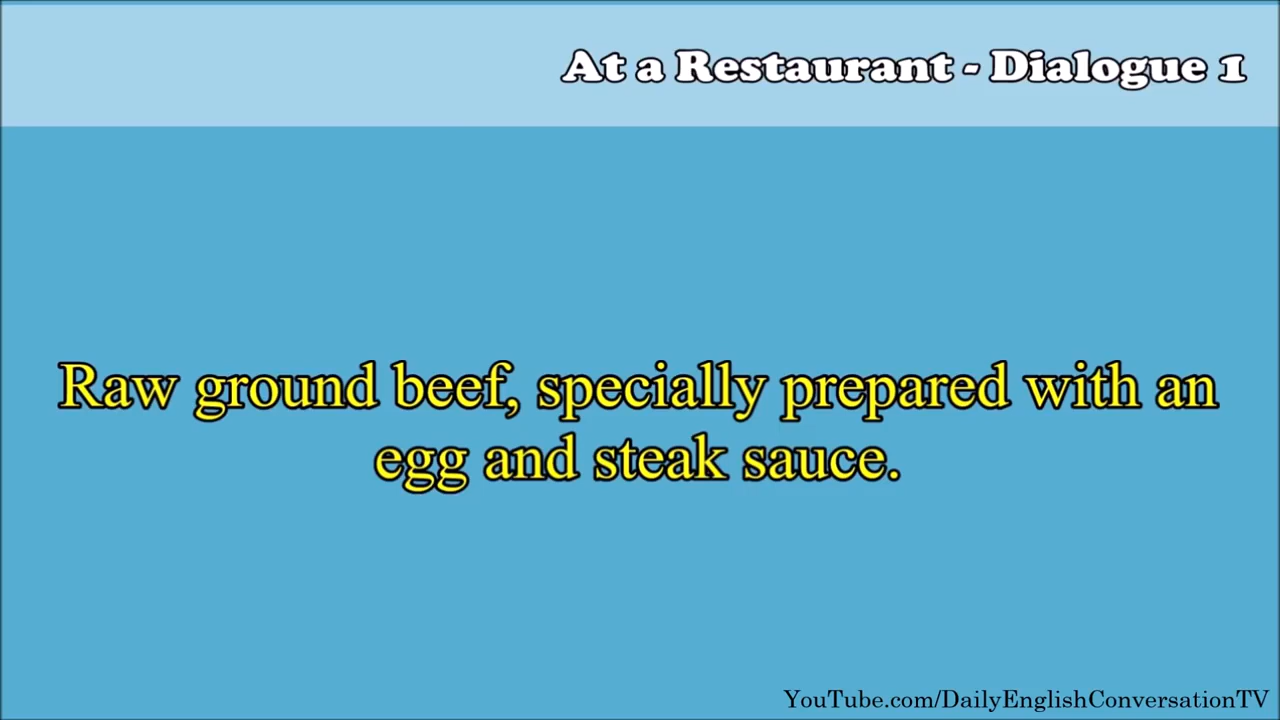 At a Restaurant - Dialogue 1
Raw ground beef, specially prepared with an
egg and steak sauce.
YouTube.com/DailyEnglishConversationTV